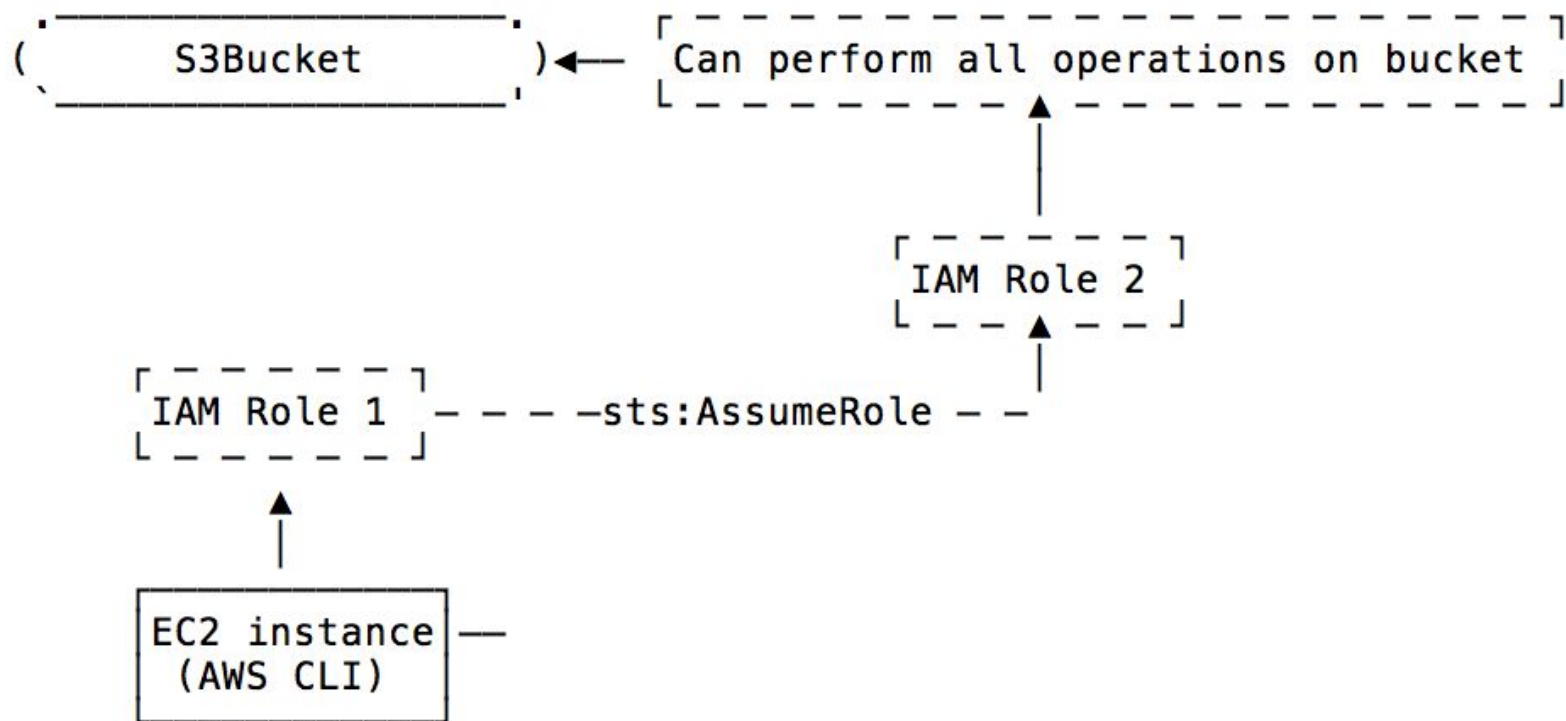 S3Bucket
Can perform all operations on bucket
IAM Role 2
IAM Role 1
sts:AssumeRole
EC2 instance
(AWS CLI)